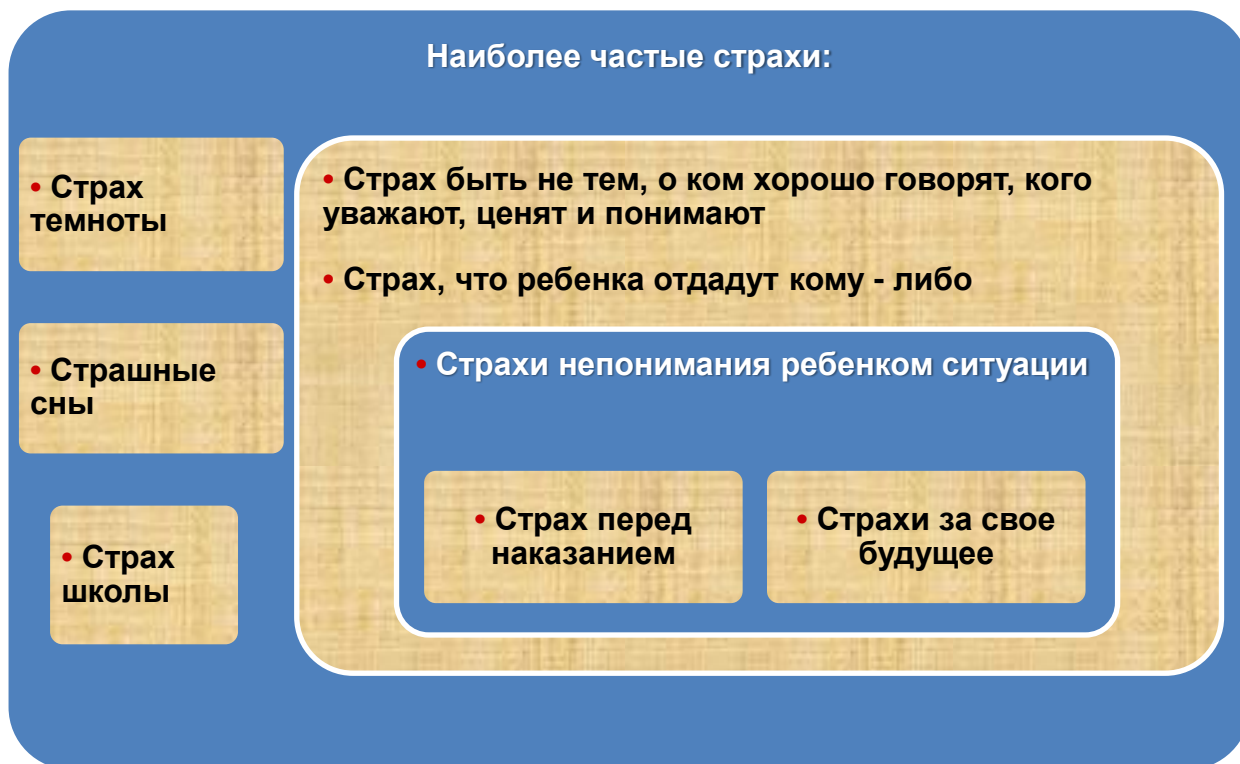 Наиболее частые страхи:
• Страх
темноты
• Страшные
сны
• Страх
школы
• Страх быть не тем, о ком хорошо говорят, кого
уважают, ценят и понимают
• Страх, что ребенка отдадут кому - либо
• Страхи непонимания ребенком ситуации
• Страх перед
наказанием
• Страхи за свое
будущее